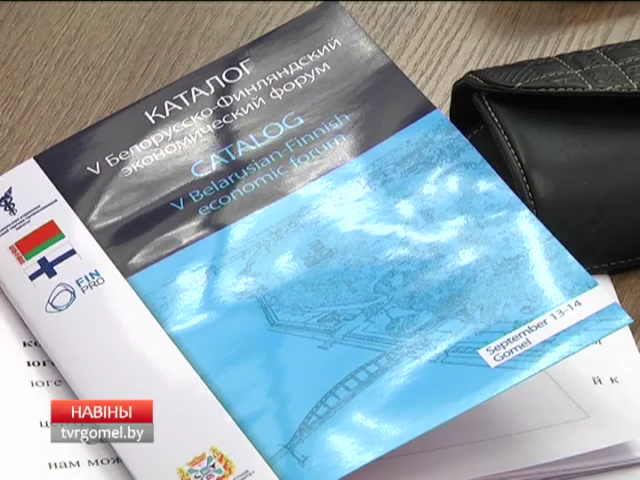 КАТАЛОГ
V Белорусско-Финляндский
экономический форум
CATALOG
V Belarusian-Finnish
economic forum
FIN
PRO
September 13-14
Gomel
юге
нам мож
й к
НАВІНЫ
tvrgomel.by